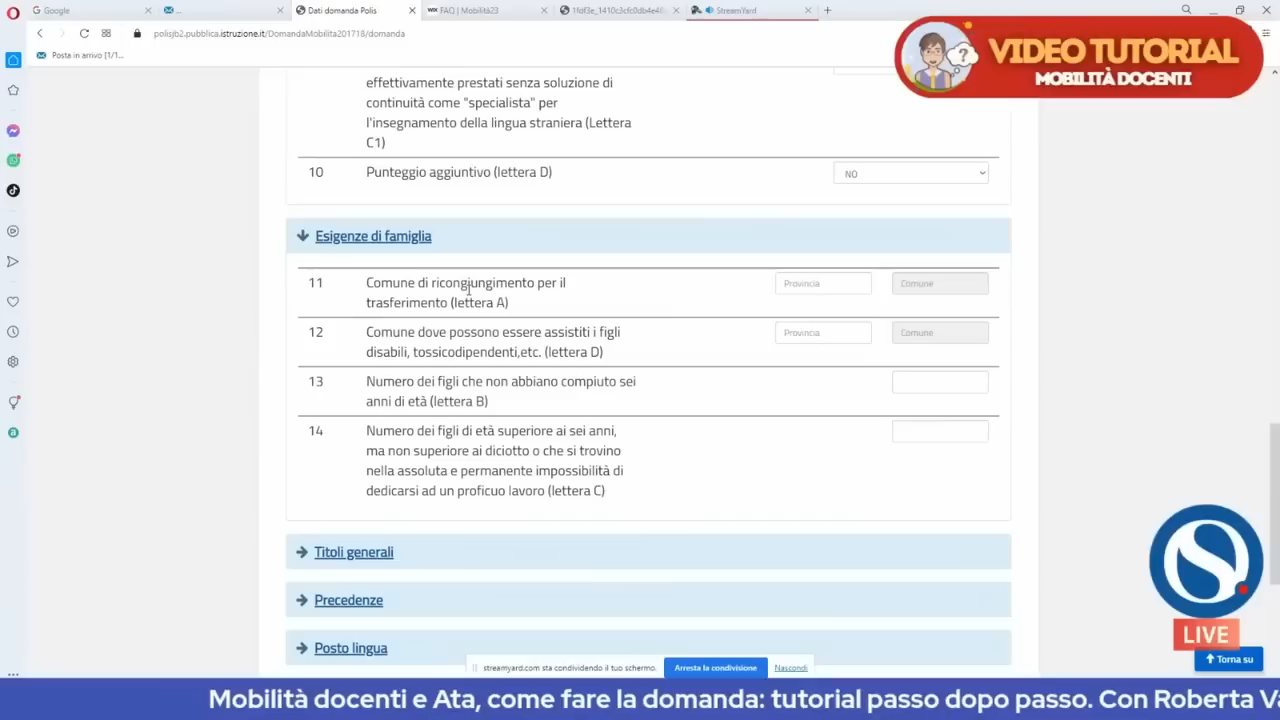 Google
Dati domanda Polis
WX FAQ | Mobilità23
StreamYard
polisjb2.pubblica.istruzione.it/DomandaMobilita201718/domanda
Posta in arrivo [1/1...
VIDEO TUTORIAL
MOBILITÀ DOCENTI
effettivamente prestati senza soluzione di
continuità come "specialista" per
l'insegnamento della lingua straniera (Lettera
C1)
10 Punteggio aggiuntivo (lettera D) NO
Esigenze di famiglia
11 Comune di ricongiungimento per il Provincia Comune
trasferimento (lettera A)
12 Comune dove possono essere assistiti i figli Provincia Comune
disabili, tossicodipendenti,etc. (lettera D)
13 Numero dei figli che non abbiano compiuto sei
anni di età (lettera B)
14 Numero dei figli di età superiore ai sei anni,
ma non superiore ai diciotto o che si trovino
nella assoluta e permanente impossibilità di
dedicarsi ad un proficuo lavoro (lettera C)
Titoli generali
Precedenze
Posto lingua
LIVE
Torna su
streamyard.com sta condividendo il tuo schermo. Arresta la condivisione Nascondi
Mobilità docenti e Ata, come fare la domanda: tutorial passo dopo passo. Con Roberta